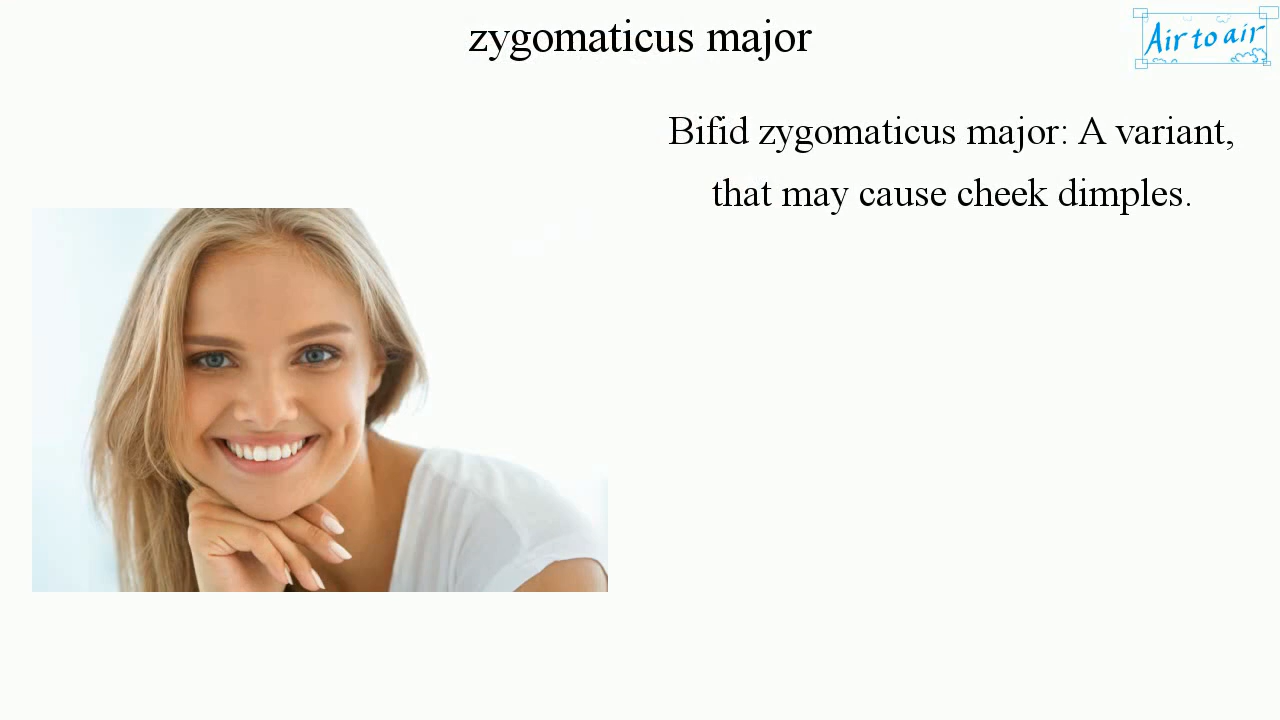 zygomaticus major
Air to air
Bifid zygomaticus major: A variant,
that may cause cheek dimples.